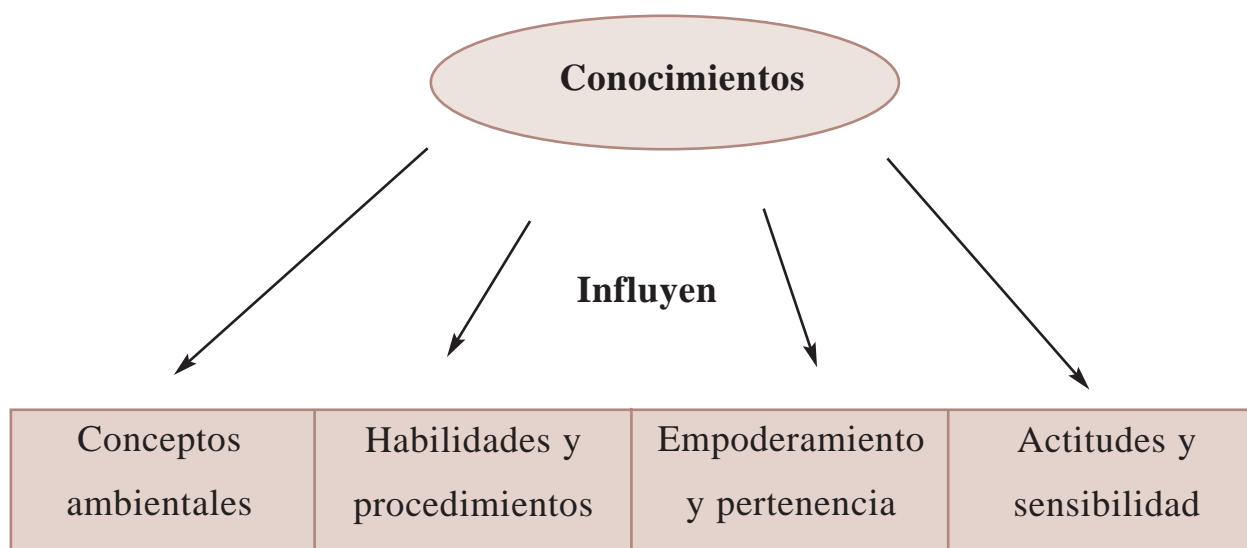 Conocimientos
Influyen
Conceptos
ambientales
Habilidades y
procedimientos
Empoderamiento
y pertenencia
Actitudes y
sensibilidad